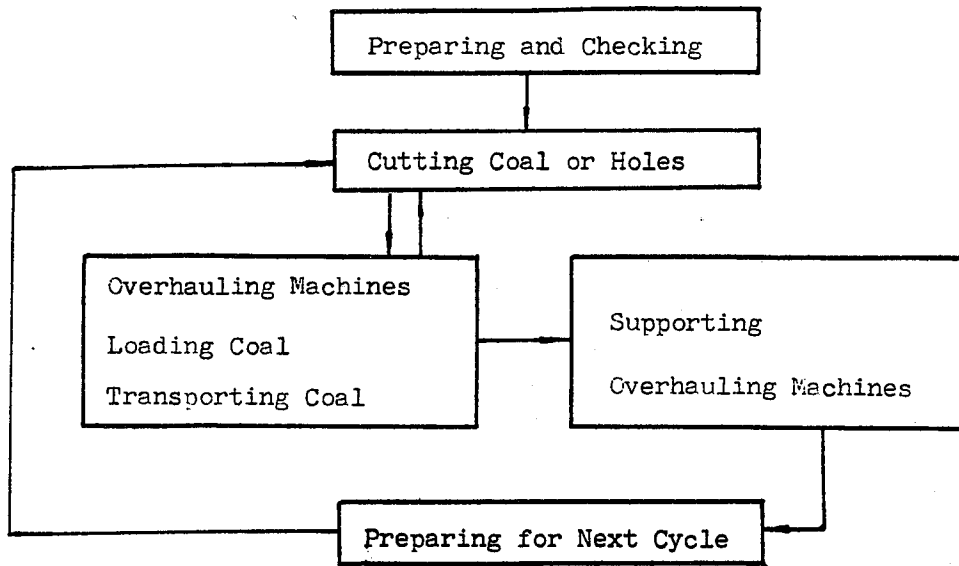 Preparing and Checking
Cutting Coal or Holes
Overhauling Machines
Loading Coal
Transporting Coal
Supporting
Overhauling Machines
Preparing for Next Cycle